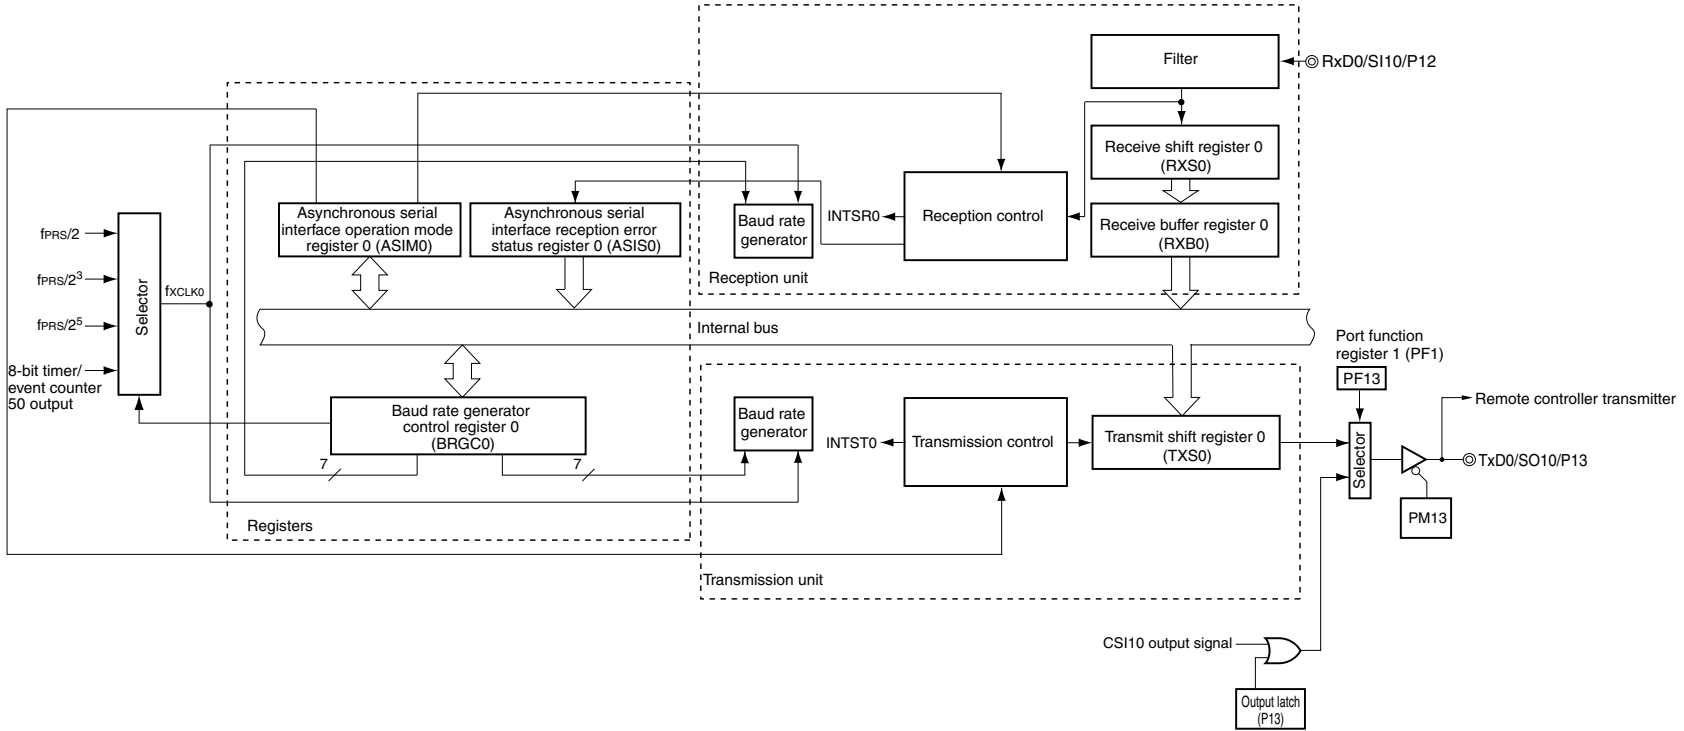 Filter
RxD0/SI10/P12
Receive shift register 0
(RXS0)
Receive buffer register 0
(RXB0)
Reception control
INTSR0
Baud rate
generator
Reception unit
Asynchronous serial
interface operation mode
register 0 (ASIM0)
Asynchronous serial
interface reception error
status register 0 (ASIS0)
fPRS/2
fPRS/2³
fPRS/2⁵
8-bit timer/
event counter
50 output
Selector
fXCLK0
Internal bus
Baud rate generator
control register 0
(BRGC0)
7
7
Registers
Baud rate
generator
INTST0
Transmission control
Transmit shift register 0
(TXS0)
Transmission unit
Port function
register 1 (PF1)
PF13
Selector
Remote controller transmitter
TxD0/SO10/P13
PM13
CSI10 output signal
Output latch
(P13)